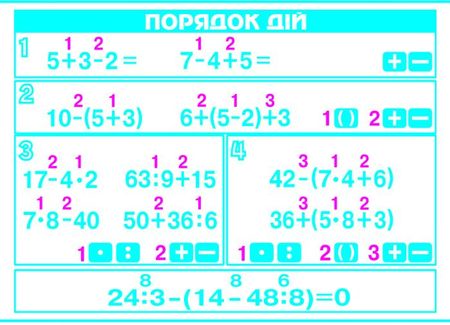 ПОРЯДОК ДІЙ
1
1 2 1 2
5+3-2= 7-4+5= + −
2
2 1 2 1 3
10-(5+3) 6+(5-2)+3 1 ( ) 2 + −
3
2 1 1 2
17-4·2 63:9+15
1 2 2 1
7·8-40 50+36:6
1 · : 2 + −
4
3 1 2
42-(7·4+6)
3 1 2
36+(5·8+3)
1 · : 2 ( ) 3 + −
8 8 6
24:3-(14-48:8)=0